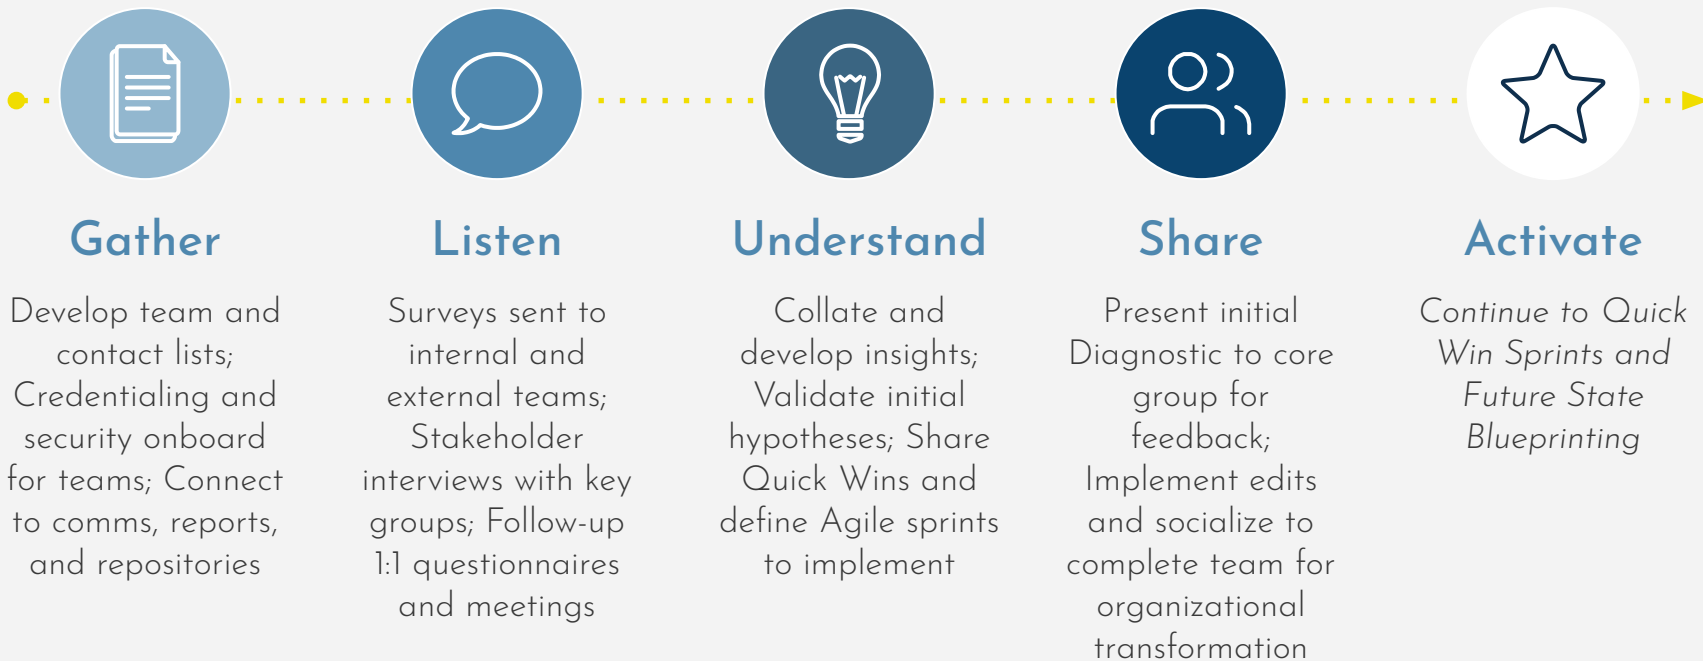 Gather
Develop team and
contact lists;
Credentialing and
security onboard
for teams; Connect
to comms, reports,
and repositories
Listen
Surveys sent to
internal and
external teams;
Stakeholder
interviews with key
groups; Follow-up
1:1 questionnaires
and meetings
Understand
Collate and
develop insights;
Validate initial
hypotheses; Share
Quick Wins and
define Agile sprints
to implement
Share
Present initial
Diagnostic to core
group for
feedback;
Implement edits
and socialize to
complete team for
organizational
transformation
Activate
Continue to Quick
Win Sprints and
Future State
Blueprinting